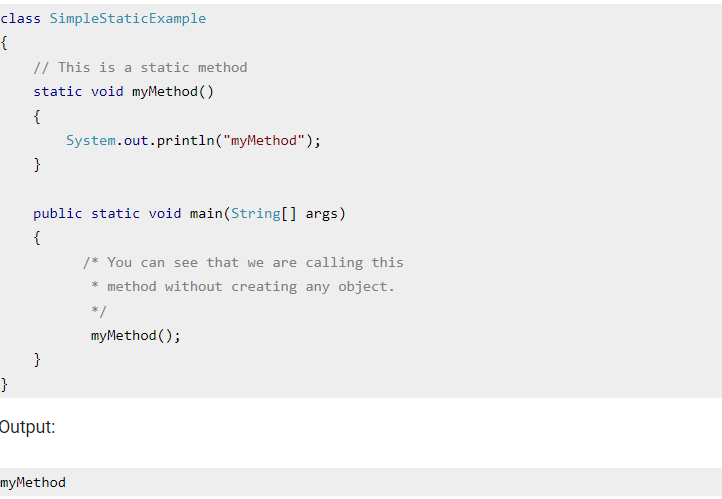 class SimpleStaticExample
{
    // This is a static method
    static void myMethod()
    {
        System.out.println("myMethod");
    }

    public static void main(String[] args)
    {
          /* You can see that we are calling this
           * method without creating any object.
           */
           myMethod();
    }
}
Output:
myMethod